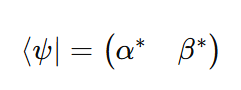 ⟨ψ| = (α* β*)